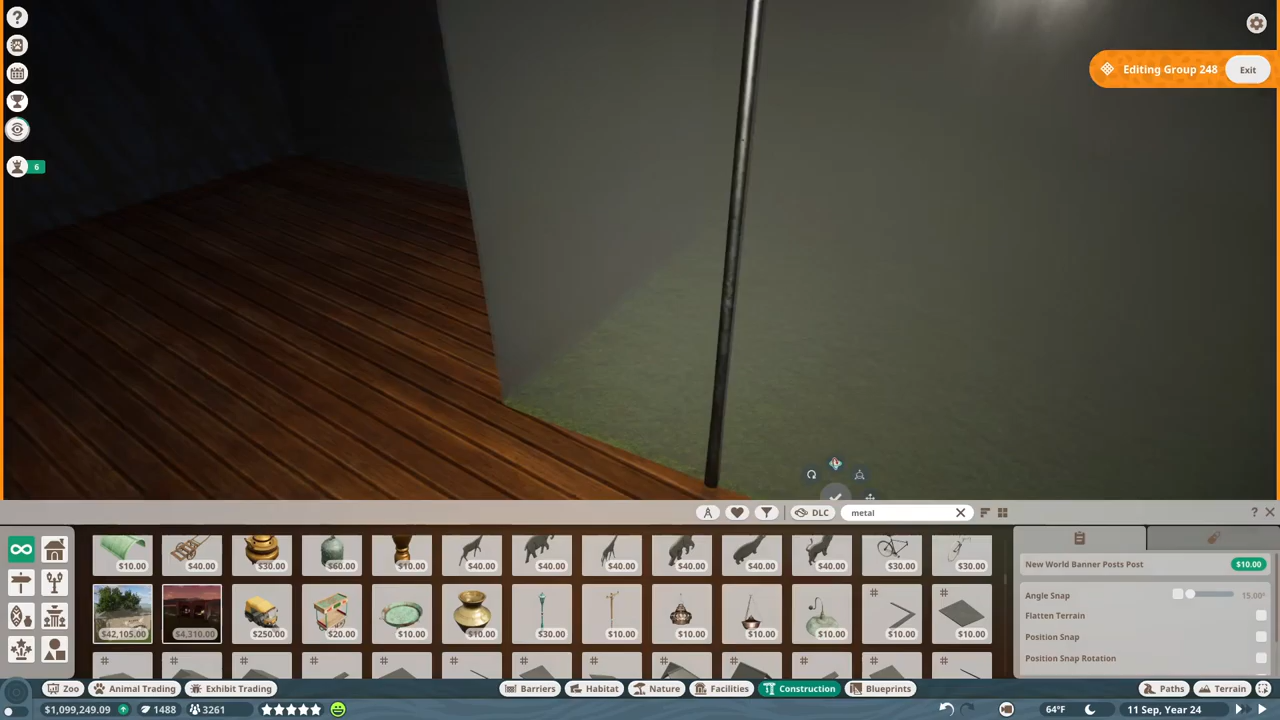 Editing Group 248
Exit
6
DLC
metal
$10.00
$40.00
$30.00
$60.00
$10.00
$40.00
$40.00
$40.00
$40.00
$40.00
$40.00
$30.00
$60.00
New World Banner Posts Post
$10.00
Angle Snap
15.00°
Flatten Terrain
Position Snap
Position Snap Rotation
$42,105.00
$4,310.00
$250.00
$20.00
$10.00
$10.00
$30.00
$10.00
$10.00
$10.00
$10.00
$10.00
$10.00
Zoo
Animal Trading
Exhibit Trading
Barriers
Habitat
Nature
Facilities
Construction
Blueprints
Paths
Terrain
$1,099,249.09
1488
3261
64°F
11 Sep, Year 24